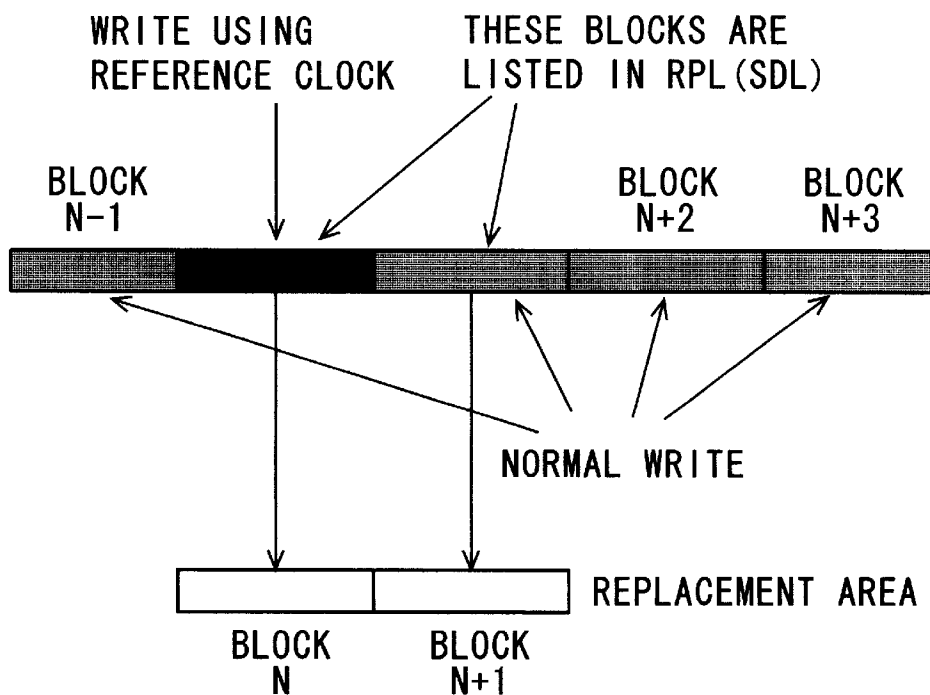 WRITE USING
REFERENCE CLOCK
THESE BLOCKS ARE
LISTED IN RPL(SDL)
BLOCK
N-1
BLOCK
N+2
BLOCK
N+3
NORMAL WRITE
REPLACEMENT AREA
BLOCK
N
BLOCK
N+1